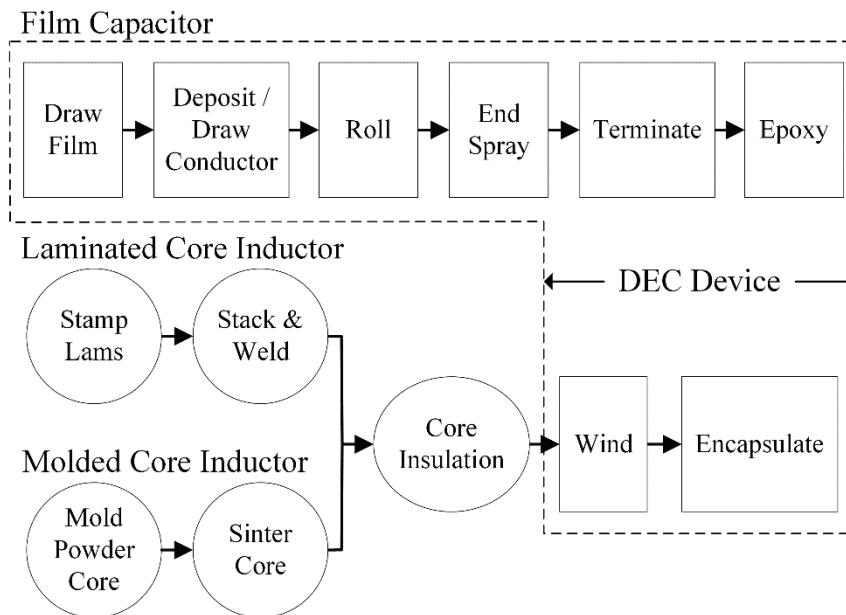 Film Capacitor
Draw
Film
Deposit /
Draw
Conductor
Roll
End
Spray
Terminate
Epoxy
Laminated Core Inductor
DEC Device
Stamp
Lams
Stack &
Weld
Core
Insulation
Wind
Encapsulate
Molded Core Inductor
Mold
Powder
Core
Sinter
Core